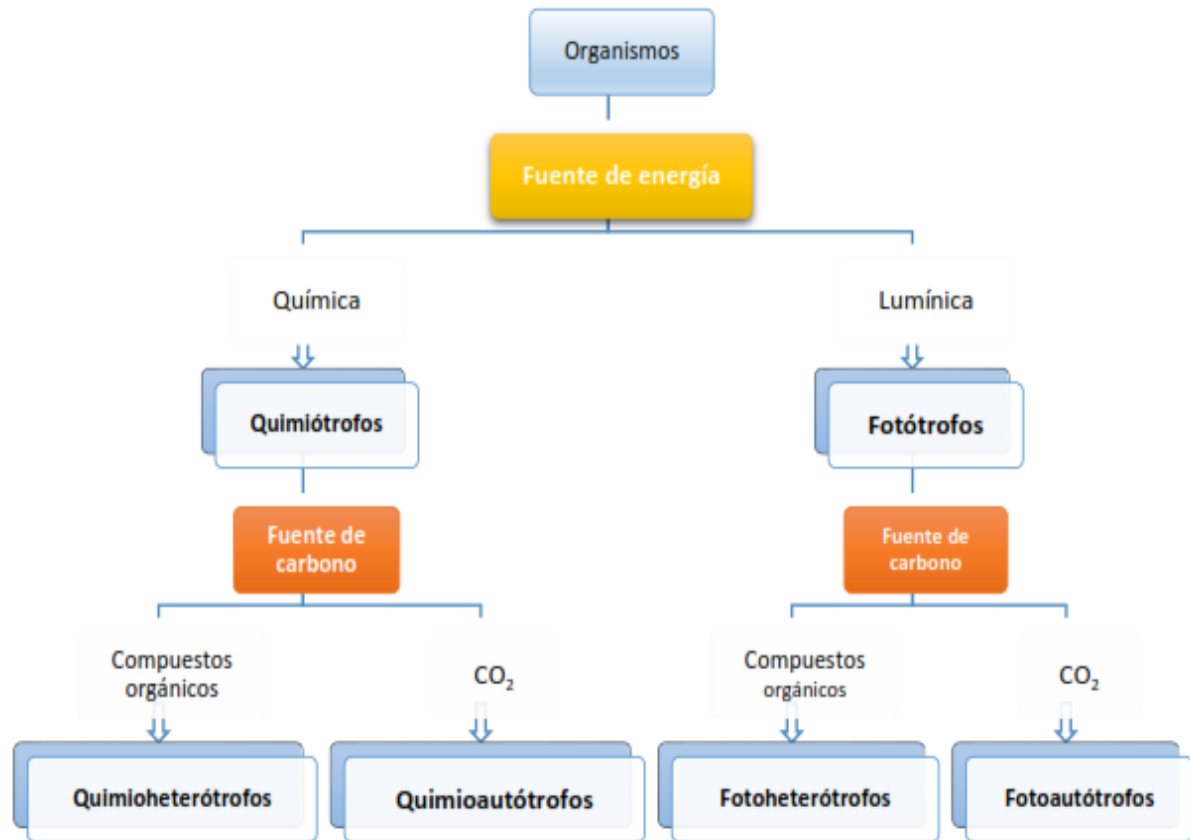 Organismos
Fuente de energía
Química
Lumínica
Quimiótrofos
Fotótrofos
Fuente de
carbono
Fuente de
carbono
Compuestos
orgánicos
CO₂
Compuestos
orgánicos
CO₂
Quimioheterótrofos
Quimioautótrofos
Fotoheterótrofos
Fotoautótrofos